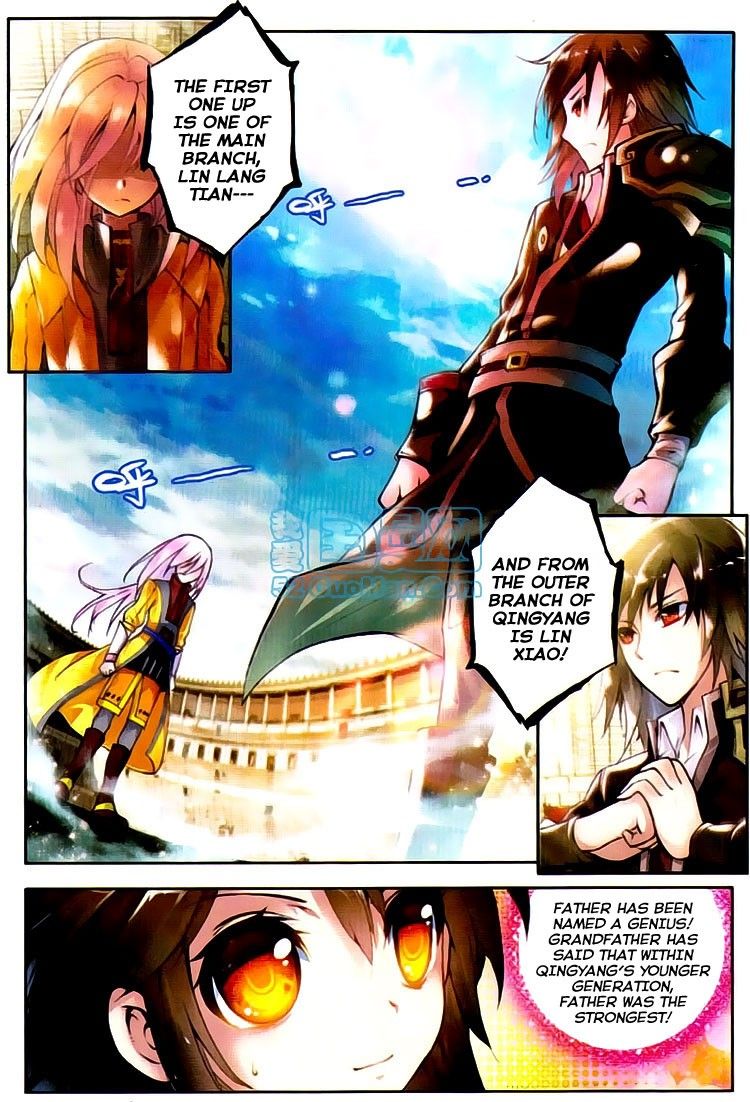 THE FIRST
ONE UP
IS ONE OF
THE MAIN
BRANCH,
LIN LANG
TIAN---
呼
呼
52GuoMan.Com
AND FROM
THE OUTER
BRANCH OF
QINGYANG
IS LIN
XIAO!
FATHER HAS BEEN
NAMED A GENIUS!
GRANDFATHER HAS
SAID THAT WITHIN
QINGYANG'S YOUNGER
GENERATION,
FATHER WAS THE
STRONGEST!